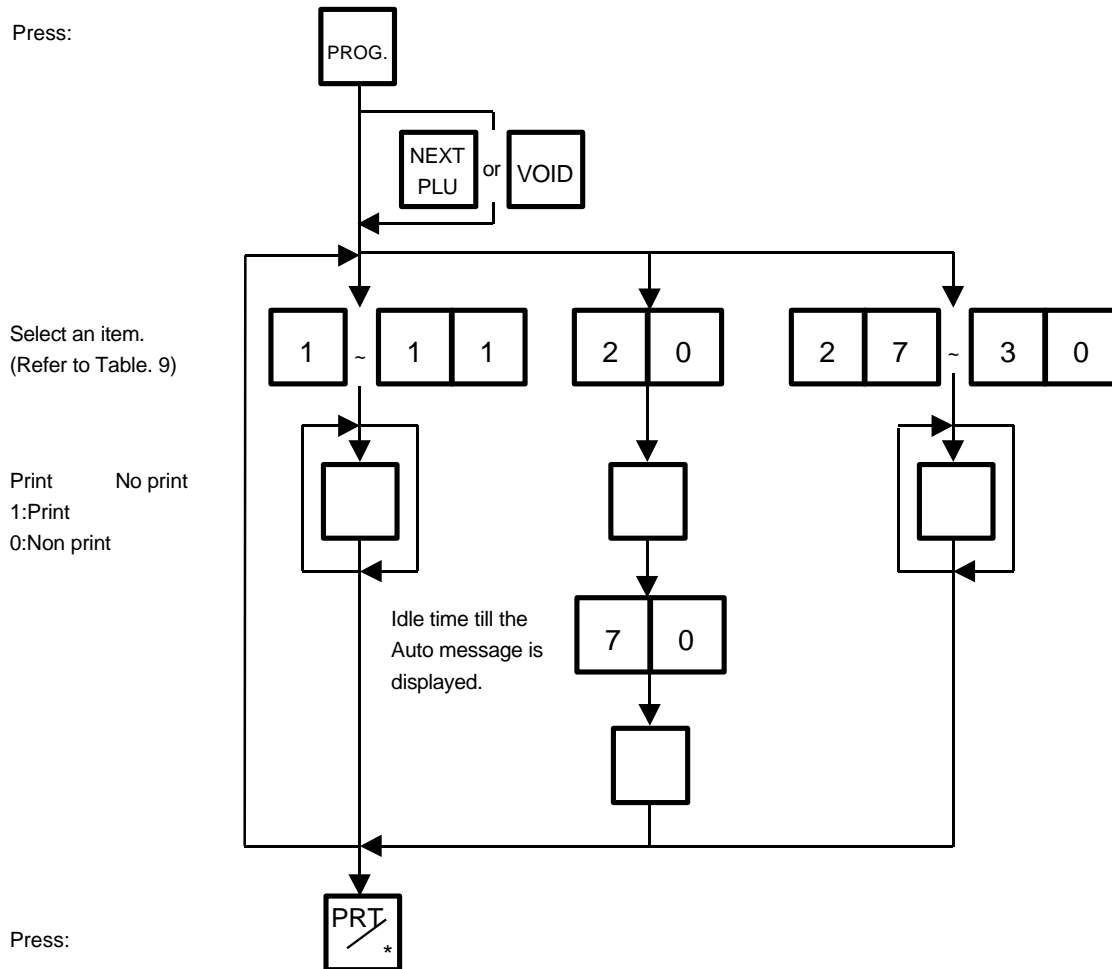 Press:
PROG.
NEXT
PLU
or
VOID
Select an item.
(Refer to Table. 9)
1 ~ 1 1
2 0
2 7 ~ 3 0
Print No print
1:Print
0:Non print
Idle time till the
Auto message is
displayed.
7 0
Press:
PRT
*